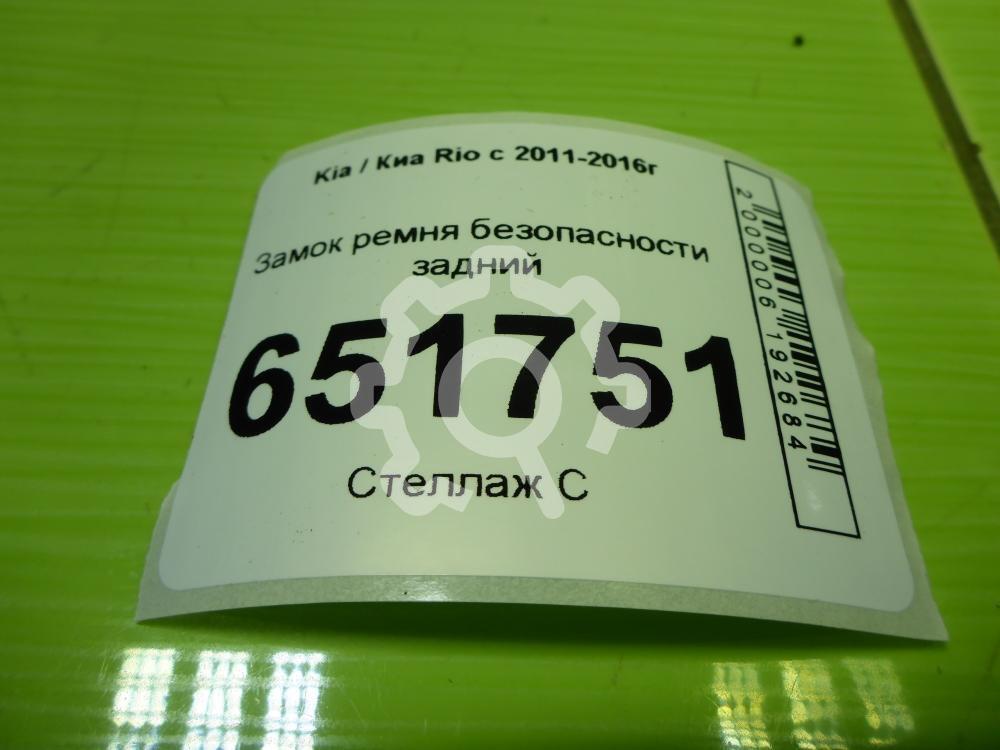 Kia / Киа Rio с 2011-2016г
Замок ремня безопасности
задний
651751
Стеллаж С
2000006192684